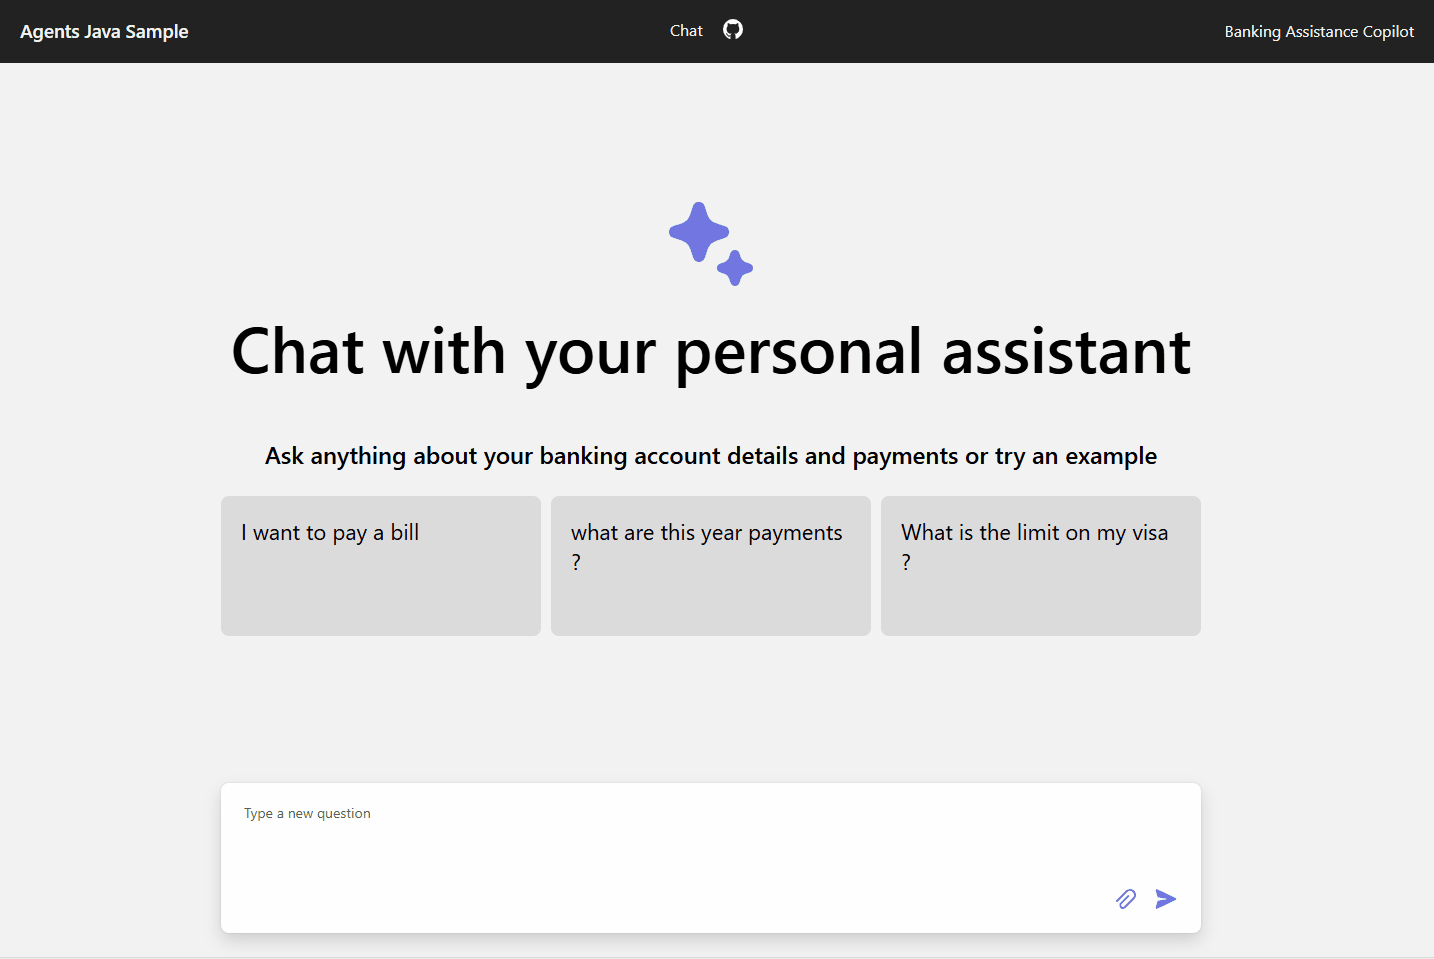 Agents Java Sample
Chat
Banking Assistance Copilot
Chat with your personal assistant
Ask anything about your banking account details and payments or try an example
I want to pay a bill
what are this year payments
?
What is the limit on my visa
?
Type a new question